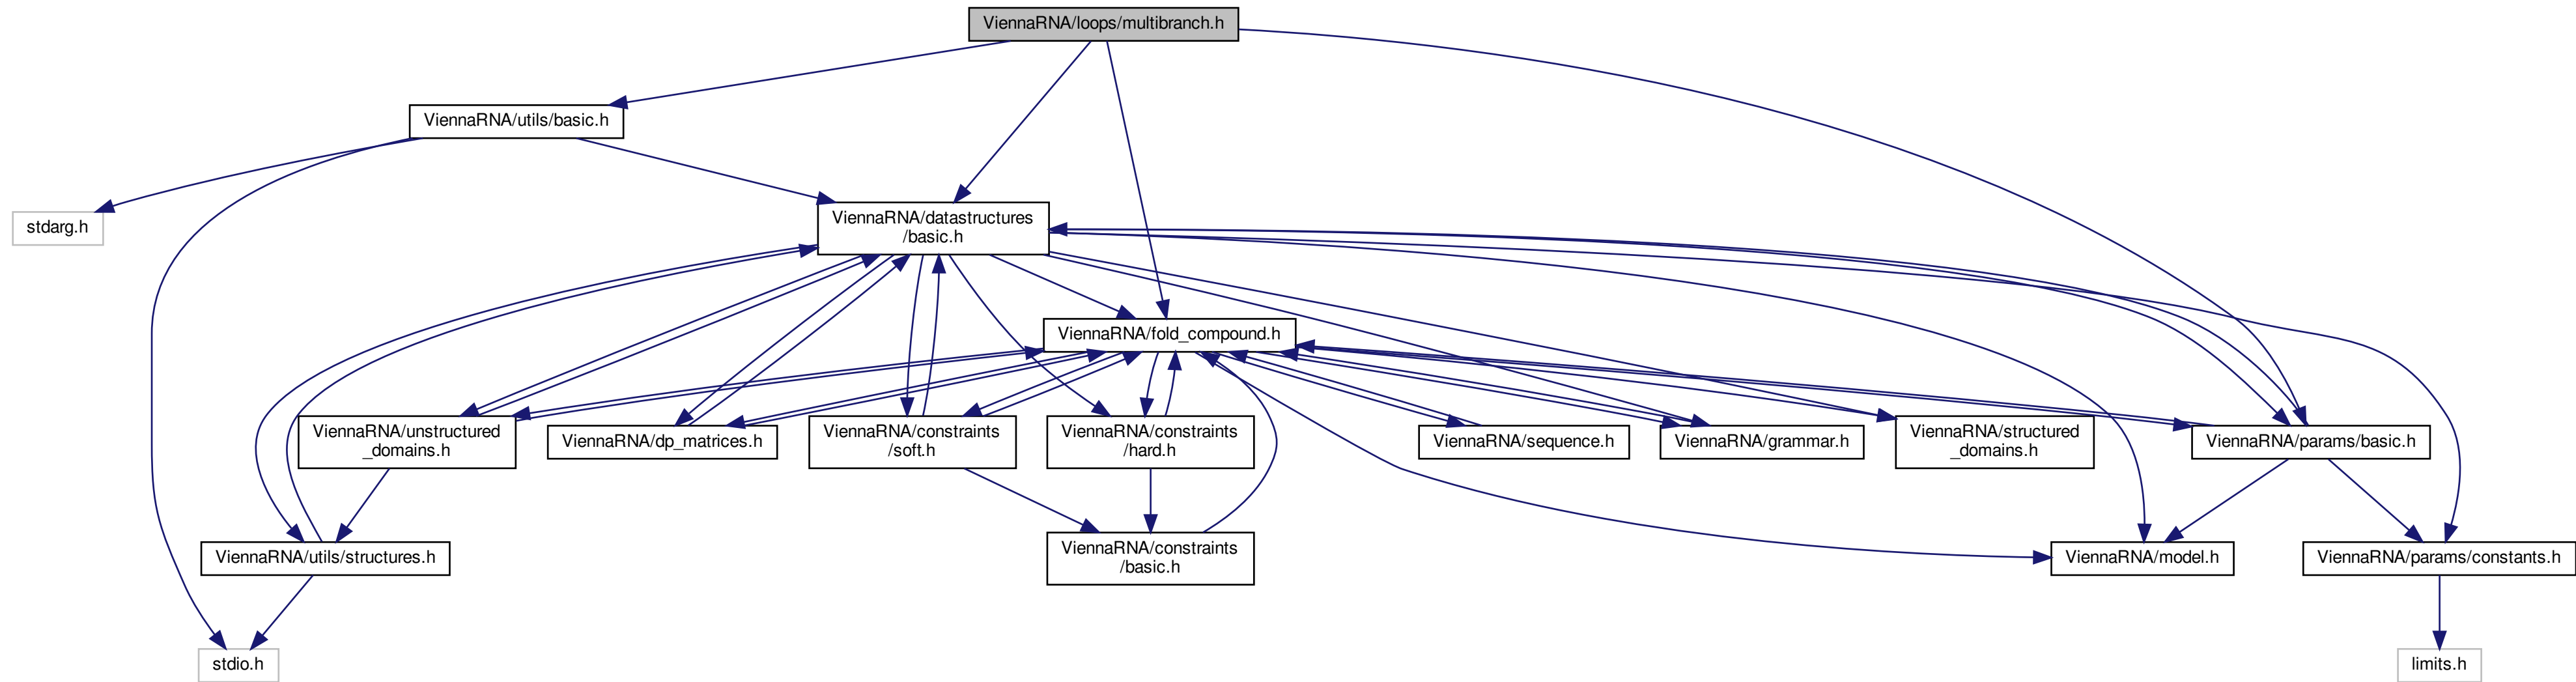 ViennaRNA/loops/multibranch.h
ViennaRNA/utils/basic.h
stdarg.h
ViennaRNA/datastructures
/basic.h
ViennaRNA/fold_compound.h
ViennaRNA/unstructured
_domains.h
ViennaRNA/dp_matrices.h
ViennaRNA/constraints
/soft.h
ViennaRNA/constraints
/hard.h
ViennaRNA/sequence.h
ViennaRNA/grammar.h
ViennaRNA/structured
_domains.h
ViennaRNA/params/basic.h
ViennaRNA/utils/structures.h
ViennaRNA/constraints
/basic.h
ViennaRNA/model.h
ViennaRNA/params/constants.h
stdio.h
limits.h